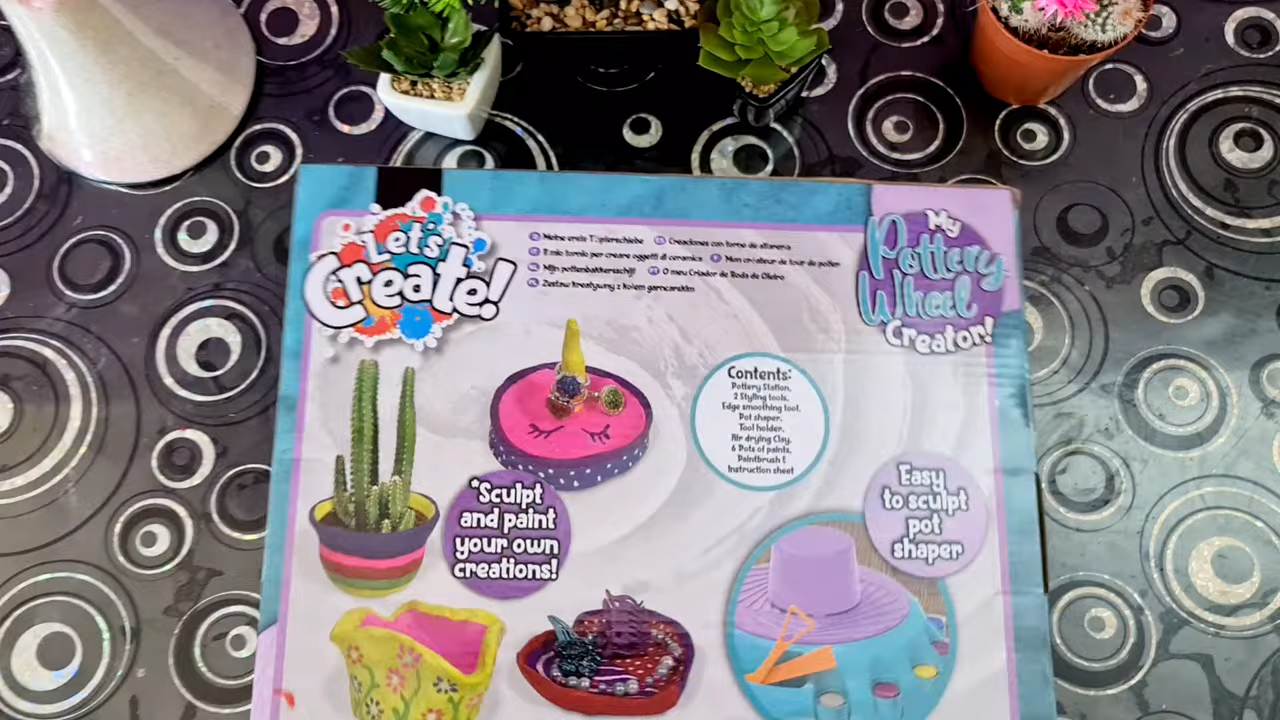 Let's
Create!
Meine erste Töpferscheibe
Creaciones con torno de alfarería
Il mio tornio per creare oggetti di ceramica
Mon créateur de tour de potier
Mijn pottenbakkersschijf
O meu Criador de Roda de Oleiro
Zestaw kreatywny z kołem garncarskim
My
Pottery
Wheel
Creator!
Contents:
Pottery Station,
2 Styling tools,
Edge smoothing tool,
Pot shaper,
Tool holder,
Air drying Clay,
6 Pots of paints,
Paintbrush &
Instruction sheet
Easy
to sculpt
pot
shaper
*Sculpt
and paint
your own
creations!